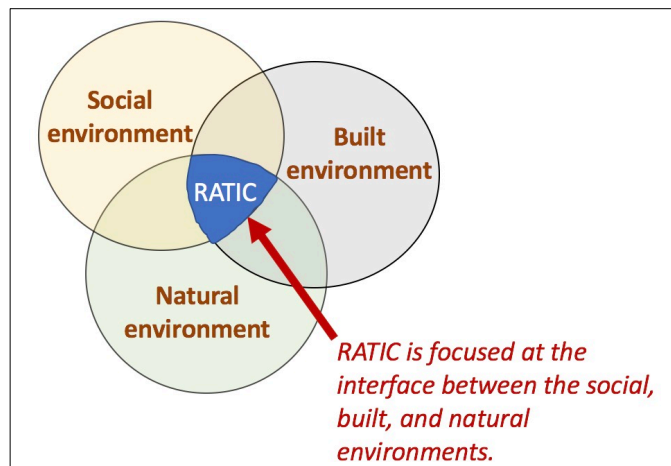 Social
environment
Built
environment
RATIC
Natural
environment
RATIC is focused at the
interface between the social,
built, and natural
environments.